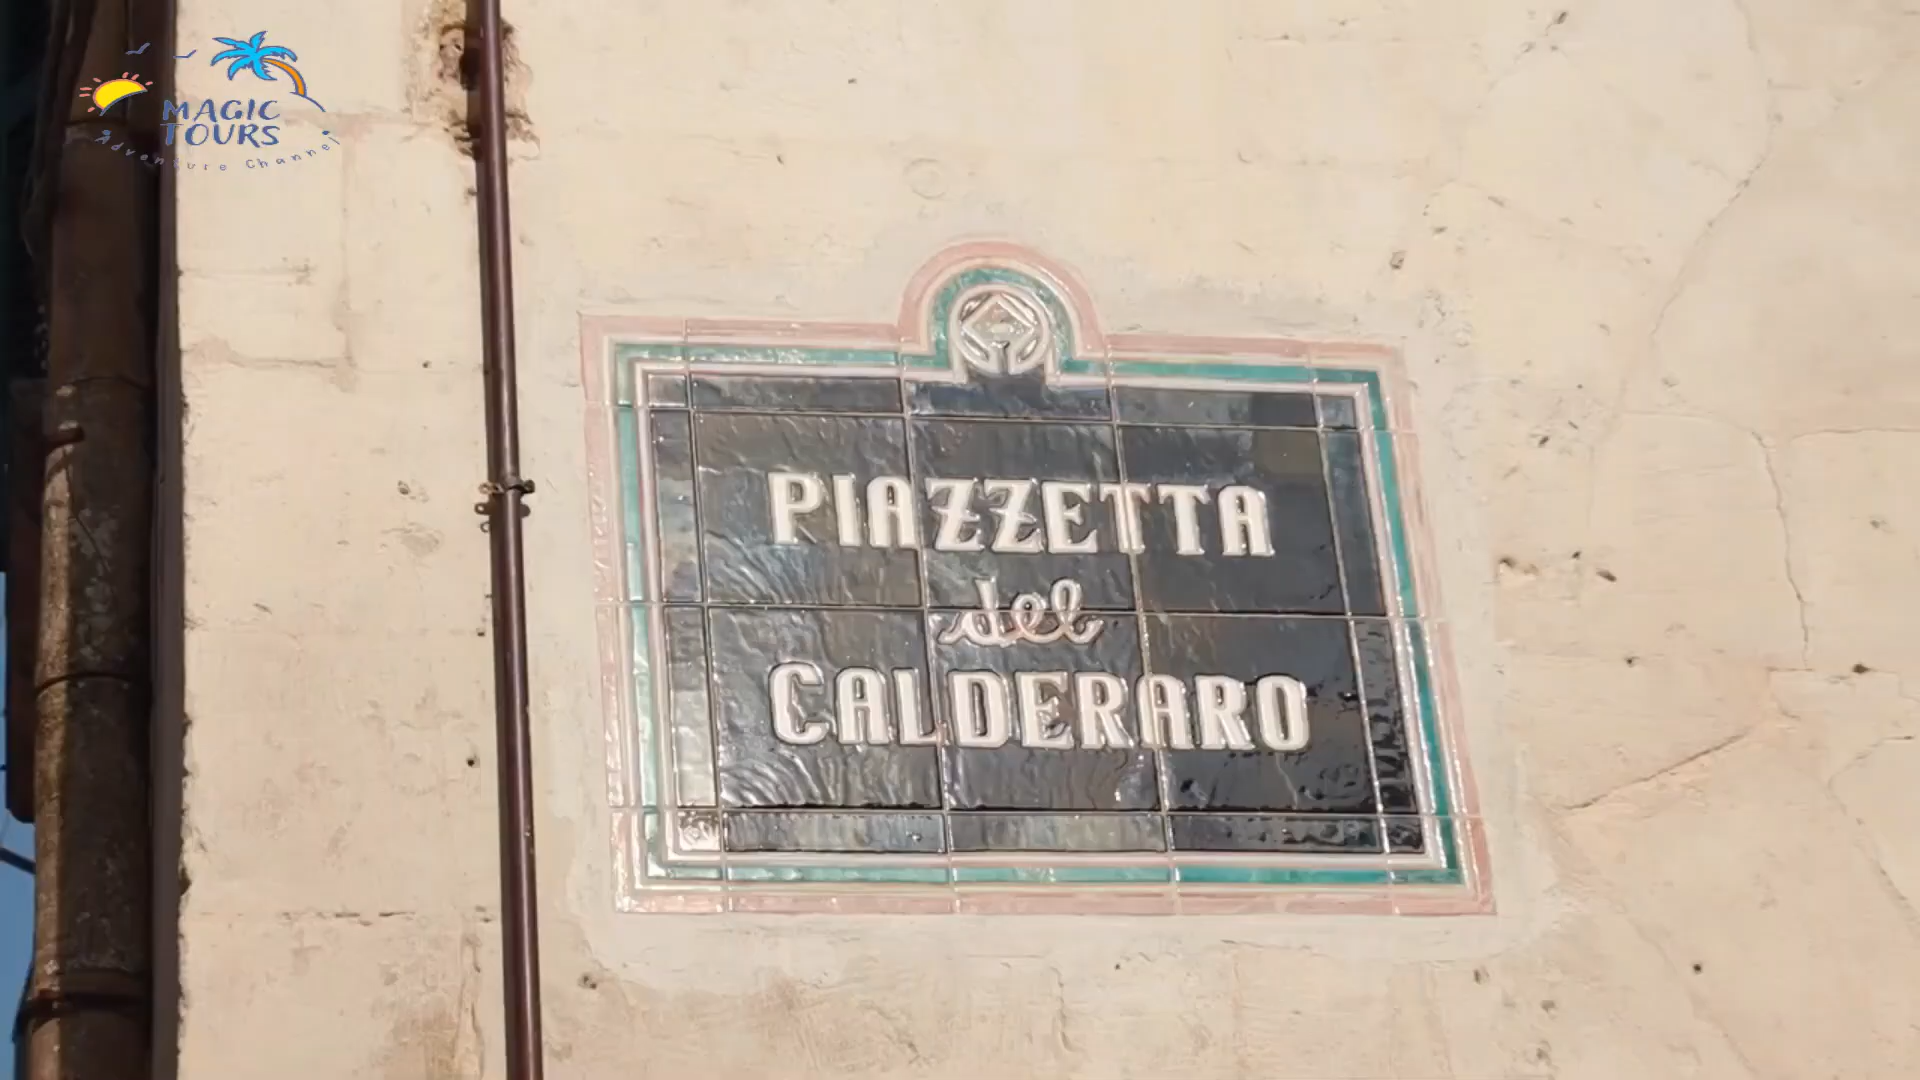 MAGIC
TOURS
Adventure Channel
PIAZZETTA
del
CALDERARO